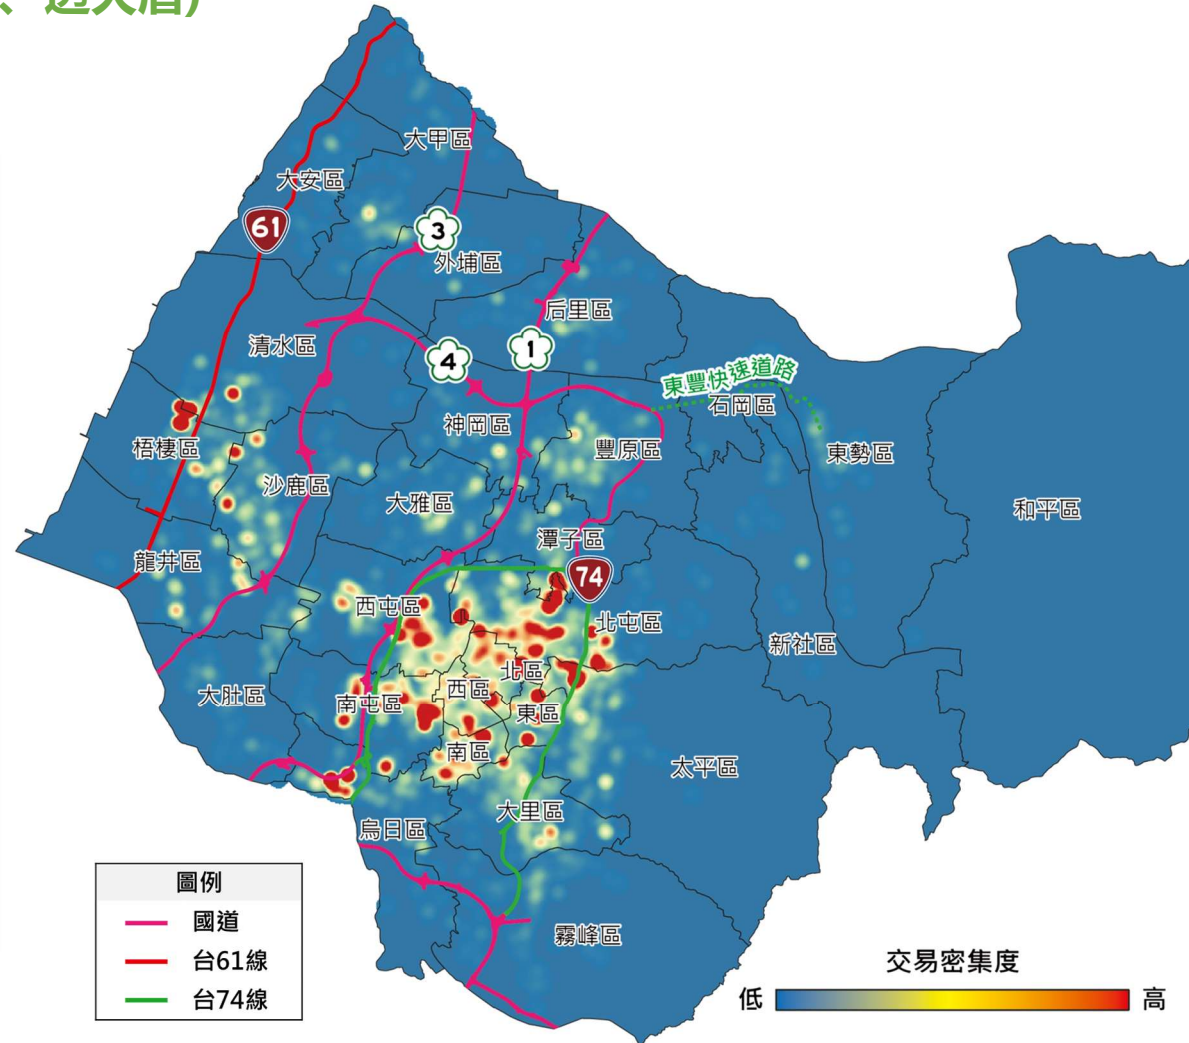 大甲區
大安區
61
3
外埔區
后里區
清水區
4
1
東豐快速道路
石岡區
神岡區
梧棲區
豐原區
東勢區
沙鹿區
大雅區
和平區
龍井區
潭子區
74
西屯區
北屯區
新社區
北區
西區
大肚區
南屯區
東區
南區
太平區
大里區
烏日區
霧峰區
圖例
國道
台61線
台74線
交易密集度
低 高